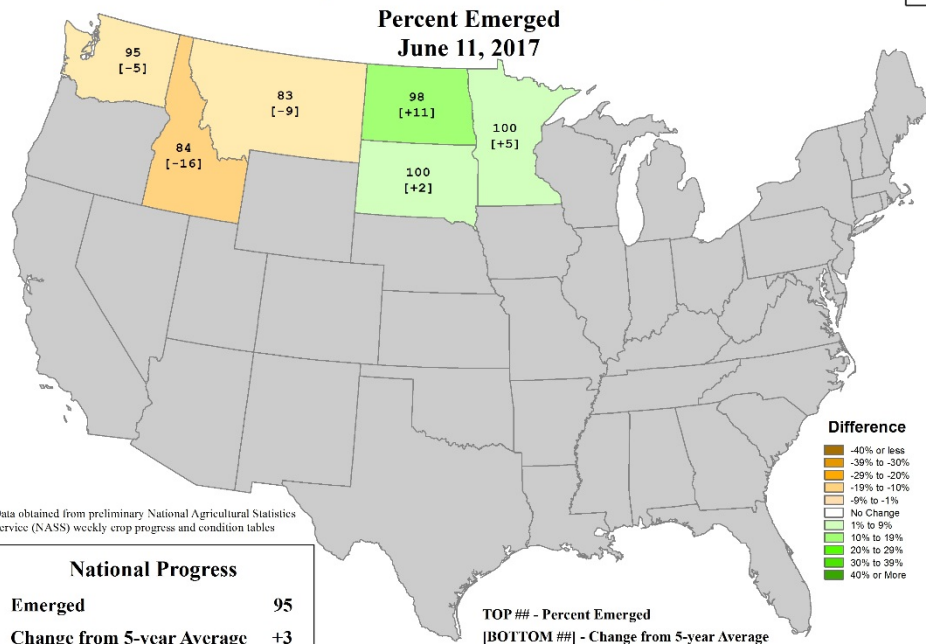 Percent Emerged
June 11, 2017
95
[-5]
83
[-9]
98
[+11]
100
[+5]
84
[-16]
100
[+2]
Difference
-40% or less
-39% to -30%
-29% to -20%
-19% to -10%
-9% to -1%
No Change
1% to 9%
10% to 19%
20% to 29%
30% to 39%
40% or More
Data obtained from preliminary National Agricultural Statistics
Service (NASS) weekly crop progress and condition tables
National Progress
Emerged 95
Change from 5-year Average +3
TOP ## - Percent Emerged
[BOTTOM ##] - Change from 5-year Average